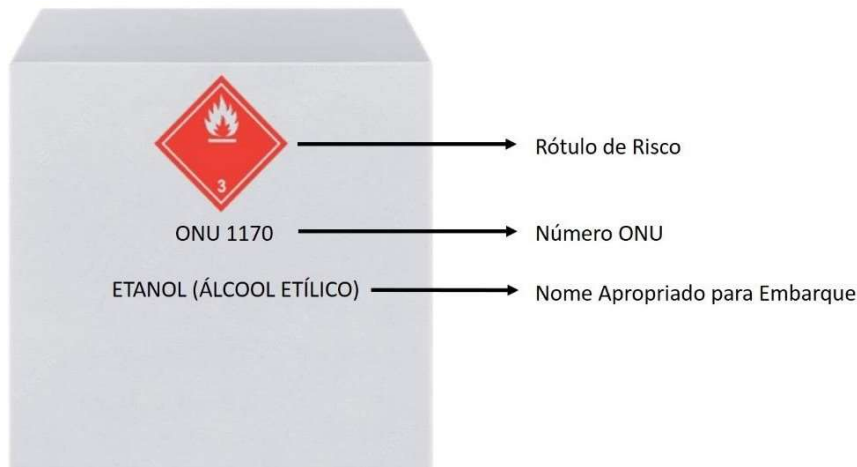 3
Rótulo de Risco
ONU 1170
Número ONU
ETANOL (ÁLCOOL ETÍLICO)
Nome Apropriado para Embarque